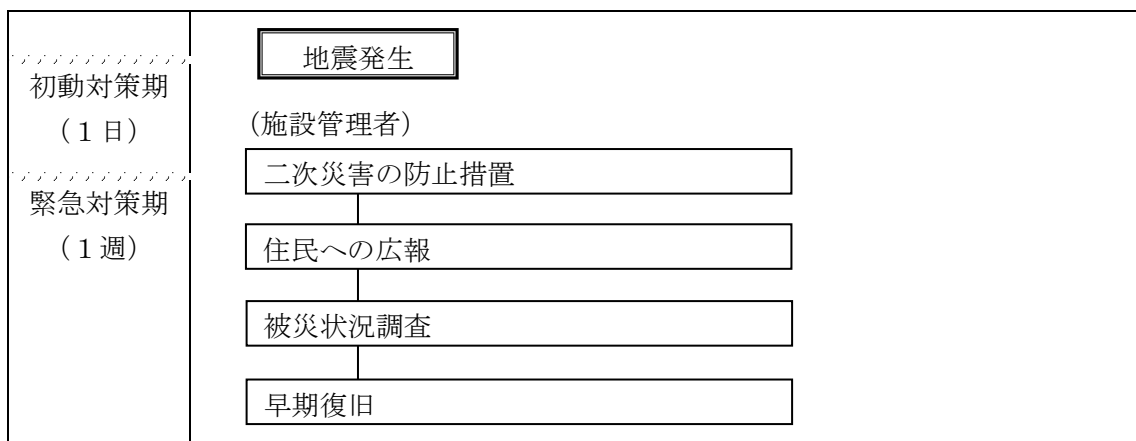 地震発生
初動対策期
(1日)
(施設管理者)
二次災害の防止措置
緊急対策期
(1週)
住民への広報
被災状況調査
早期復旧